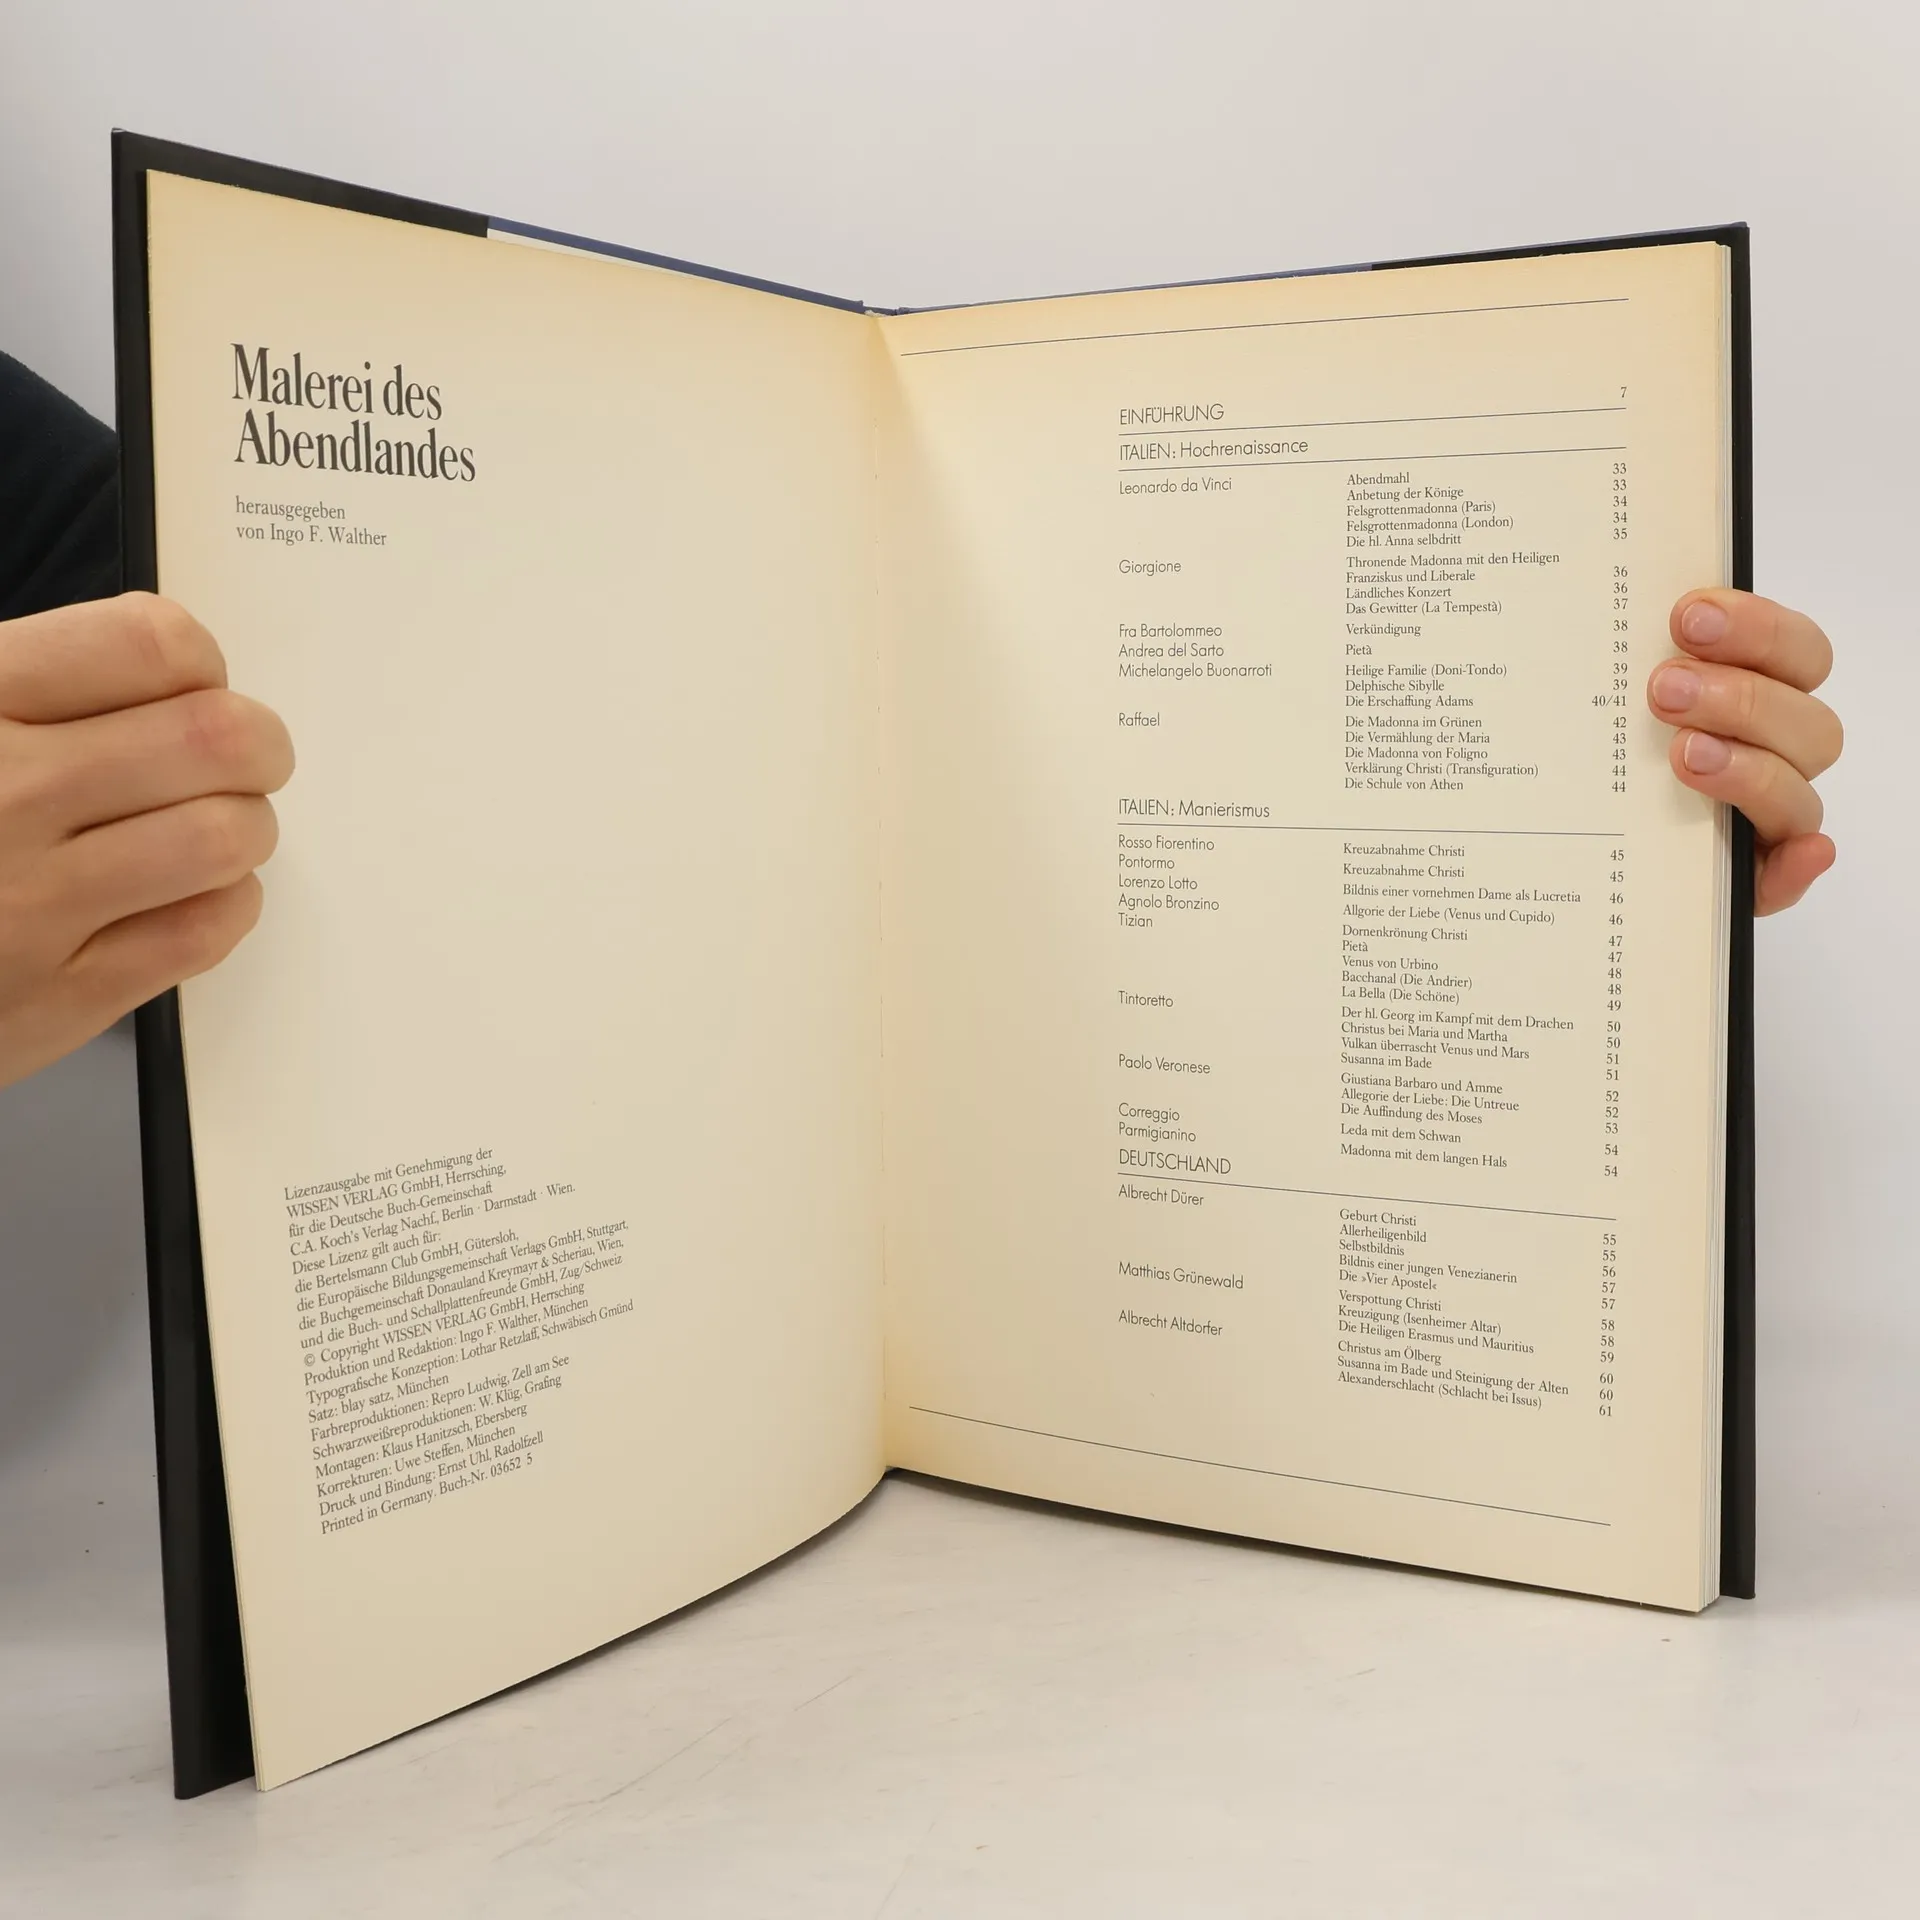 Malerei des
Abendlandes
herausgegeben
von Ingo F. Walther
Lizenzausgabe mit Genehmigung der
WISSEN VERLAG GmbH, Herrsching,
für die Deutsche Buch-Gemeinschaft
C.A. Koch's Verlag Nachf., Berlin · Darmstadt · Wien.
Diese Lizenz gilt auch für:
die Bertelsmann Club GmbH, Gütersloh,
die Europäische Bildungsgemeinschaft Verlags GmbH, Stuttgart,
die Buchgemeinschaft Donauland Kreymayr & Scheriau, Wien,
und die Buch- und Schallplattenfreunde GmbH, Zug/Schweiz
© Copyright WISSEN VERLAG GmbH, Herrsching
Produktion und Redaktion: Ingo F. Walther, München
Typografische Konzeption: Lothar Retzlaff, Schwäbisch Gmünd
Satz: blay satz, München
Farbreproduktionen: Repro Ludwig, Zell am See
Schwarzweißreproduktionen: W. Klüg, Grafing
Montagen: Klaus Hanitzsch, Ebersberg
Korrekturen: Uwe Steffen, München
Druck und Bindung: Ernst Uhl, Radolfzell
Printed in Germany. Buch-Nr. 03652 5
EINFÜHRUNG 7
ITALIEN: Hochrenaissance
Leonardo da Vinci Abendmahl 33
Anbetung der Könige 33
Felsgrottenmadonna (Paris) 34
Felsgrottenmadonna (London) 34
Die hl. Anna selbdritt 35
Giorgione Thronende Madonna mit den Heiligen
Franziskus und Liberale 36
Ländliches Konzert 36
Das Gewitter (La Tempestà) 37
Fra Bartolommeo Verkündigung 38
Andrea del Sarto Pietà 38
Michelangelo Buonarroti Heilige Familie (Doni-Tondo) 39
Delphische Sibylle 39
Die Erschaffung Adams 40/41
Raffael Die Madonna im Grünen 42
Die Vermählung der Maria 43
Die Madonna von Foligno 43
Verklärung Christi (Transfiguration) 44
Die Schule von Athen 44
ITALIEN: Manierismus
Rosso Fiorentino Kreuzabnahme Christi 45
Pontormo Kreuzabnahme Christi 45
Lorenzo Lotto Bildnis einer vornehmen Dame als Lucretia 46
Agnolo Bronzino Allgorie der Liebe (Venus und Cupido) 46
Tizian Dornenkrönung Christi 47
Pietà 47
Venus von Urbino 48
Bacchanal (Die Andrier) 48
La Bella (Die Schöne) 49
Tintoretto Der hl. Georg im Kampf mit dem Drachen 50
Christus bei Maria und Martha 50
Vulkan überrascht Venus und Mars 51
Susanna im Bade 51
Paolo Veronese Giustiana Barbaro und Amme 52
Allegorie der Liebe: Die Untreue 52
Die Auffindung des Moses 53
Correggio Leda mit dem Schwan 54
Parmigianino Madonna mit dem langen Hals 54
DEUTSCHLAND
Albrecht Dürer Geburt Christi 55
Allerheiligenbild 55
Selbstbildnis 56
Bildnis einer jungen Venezianerin 57
Die »Vier Apostel« 57
Matthias Grünewald Verspottung Christi 58
Kreuzigung (Isenheimer Altar) 58
Die Heiligen Erasmus und Mauritius 59
Albrecht Altdorfer Christus am Ölberg 60
Susanna im Bade und Steinigung der Alten 60
Alexanderschlacht (Schlacht bei Issus) 61